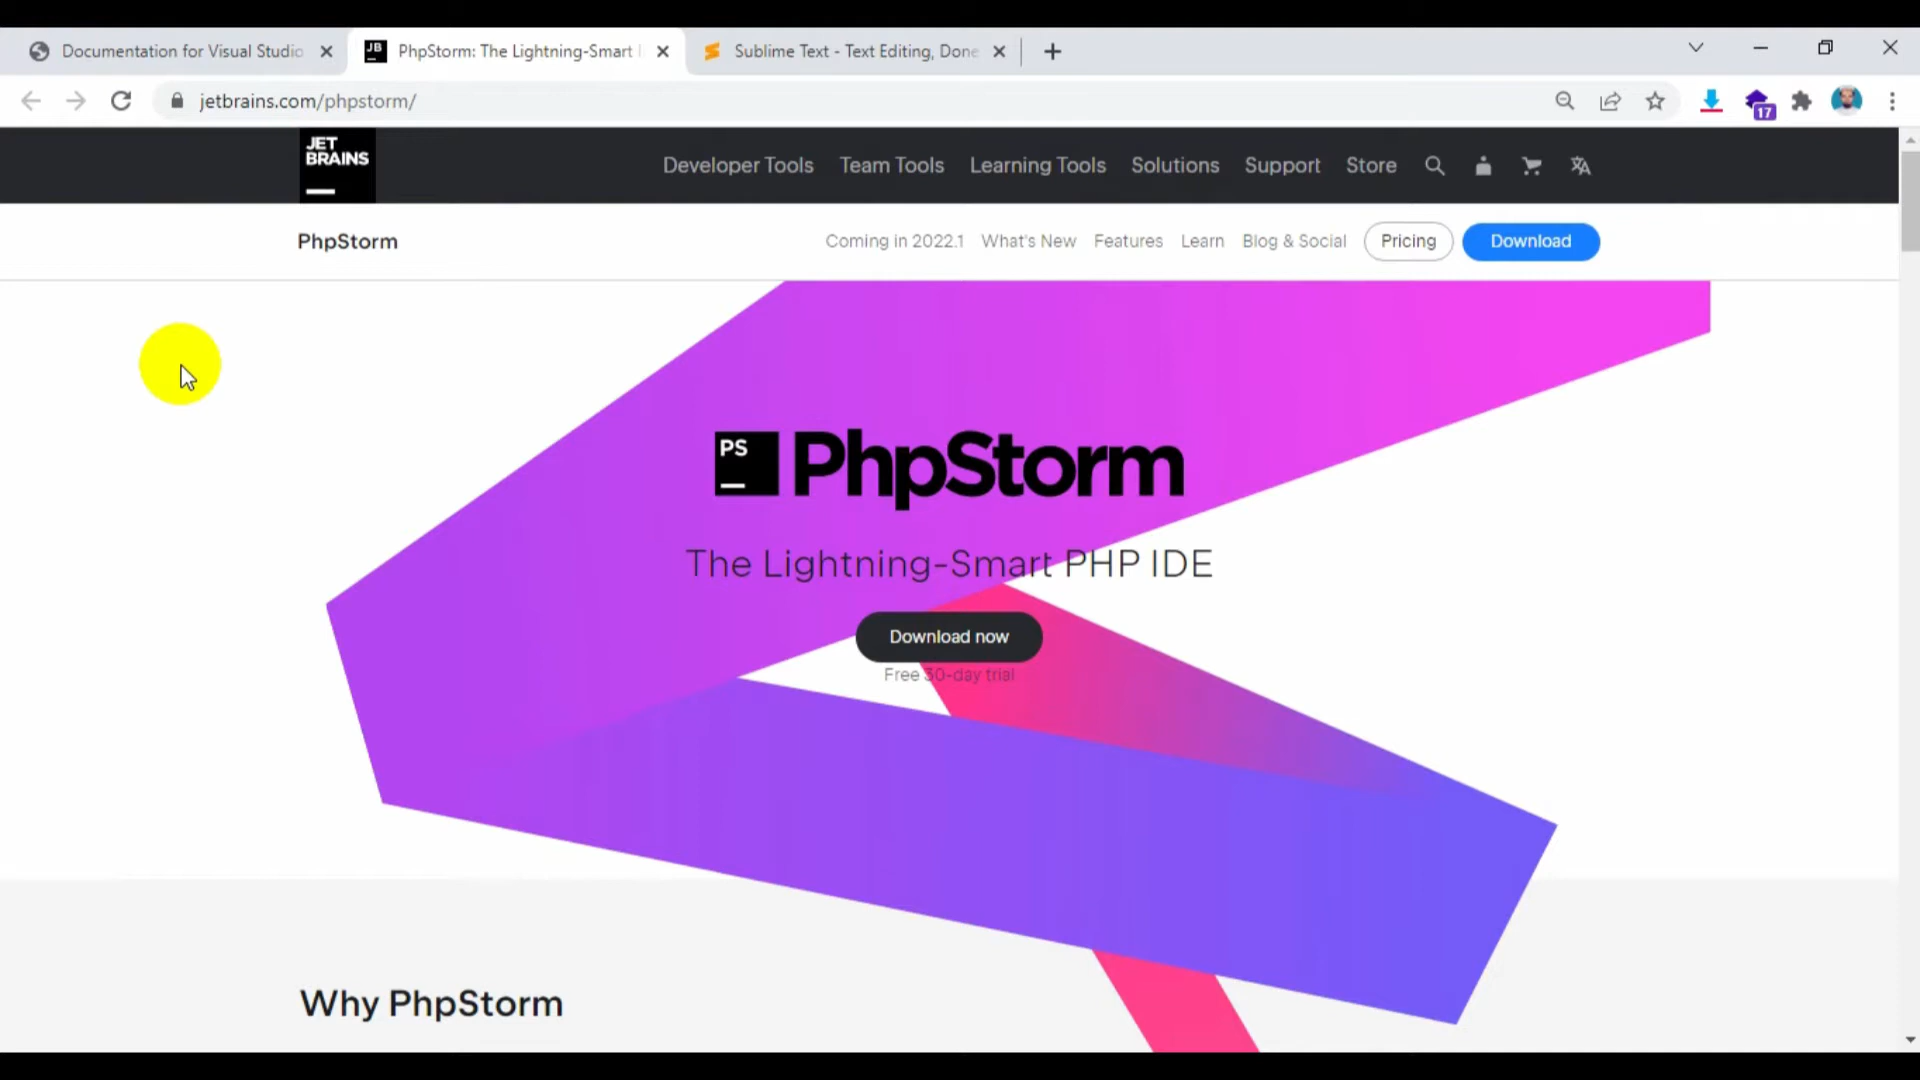 Documentation for Visual Studio
PhpStorm: The Lightning-Smart
Sublime Text - Text Editing, Done
jetbrains.com/phpstorm/
17
JET
BRAINS
Developer Tools
Team Tools
Learning Tools
Solutions
Support
Store
PhpStorm
Coming in 2022.1
What's New
Features
Learn
Blog & Social
Pricing
Download
PS
PhpStorm
The Lightning-Smart PHP IDE
Download now
Free 30-day trial
Why PhpStorm